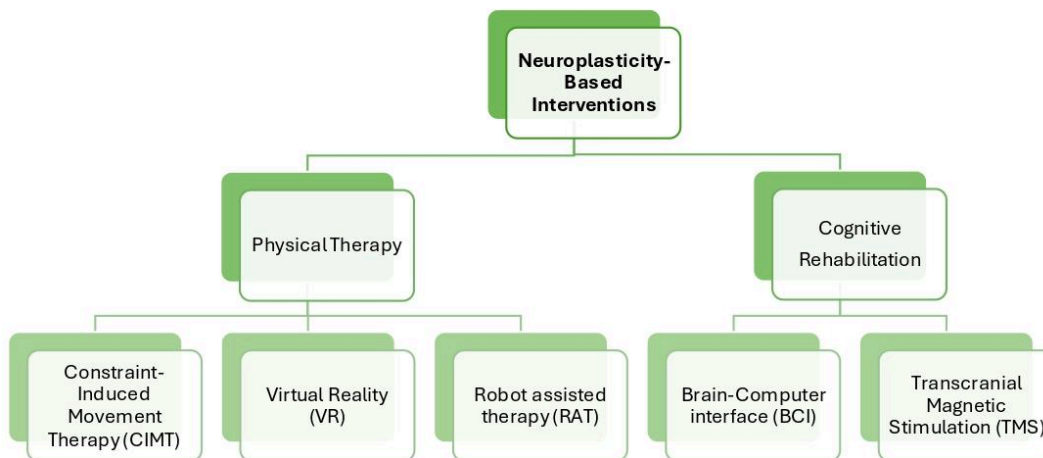 Neuroplasticity-
Based
Interventions
Physical Therapy
Cognitive
Rehabilitation
Constraint-
Induced
Movement
Therapy (CIMT)
Virtual Reality
(VR)
Robot assisted
therapy (RAT)
Brain-Computer
interface (BCI)
Transcranial
Magnetic
Stimulation (TMS)